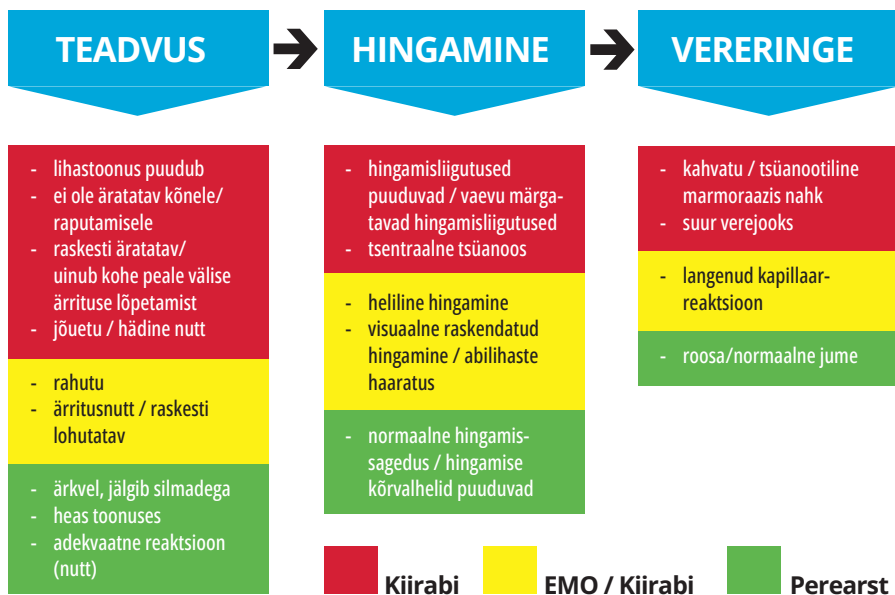 TEADVUS
HINGAMINE
VERERINGE
- lihastoonus puudub
- ei ole äratatav kõnele/
raputamisele
- raskesti äratatav/
uinub kohe peale välise
ärrituse lõpetamist
- jõuetu / hädine nutt
- rahutu
- ärritusnutt / raskesti
lohutatav
- ärkvel, jälgib silmadega
- heas toonuses
- adekvaatne reaktsioon
(nutt)
- hingamisliigutused
puuduvad / vaevu märga-
tavad hingamisliigutused
- tsentraalne tsüanoos
- heliline hingamine
- visuaalne raskendatud
hingamine / abilihaste
haaratus
- normaalne hingamis-
sagedus / hingamise
kõrvalhelid puuduvad
- kahvatu / tsüanootiline
marmoraazis nahk
- suur verejooks
- langenud kapillaar-
reaktsioon
- roosa/normaalne jume
Kiirabi
EMO / Kiirabi
Perearst